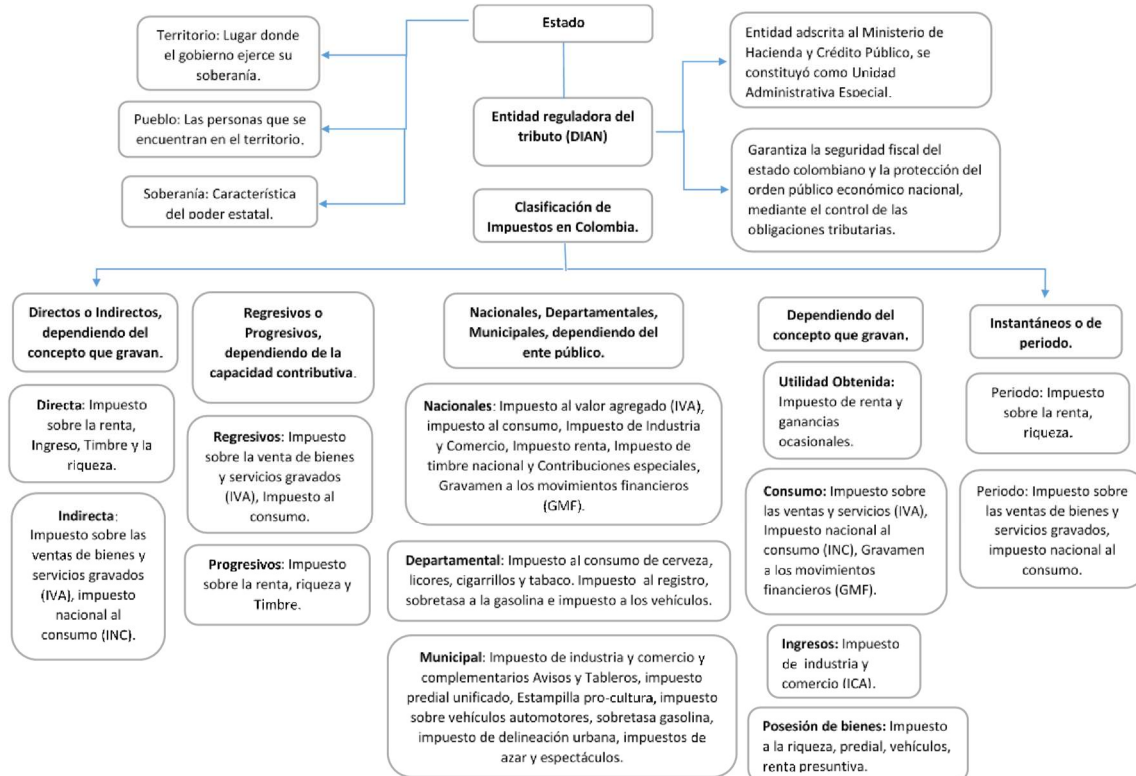 Estado
Territorio: Lugar donde
el gobierno ejerce su
soberanía.
Pueblo: Las personas que se
encuentran en el territorio.
Soberanía: Característica
del poder estatal.
Entidad reguladora del
tributo (DIAN)
Entidad adscrita al Ministerio de
Hacienda y Crédito Público, se
constituyó como Unidad
Administrativa Especial.
Garantiza la seguridad fiscal del
estado colombiano y la protección del
orden público económico nacional,
mediante el control de las
obligaciones tributarias.
Clasificación de
Impuestos en Colombia.
Directos o Indirectos,
dependiendo del
concepto que gravan.
Directa: Impuesto
sobre la renta,
Ingreso, Timbre y la
riqueza.
Indirecta:
Impuesto sobre las
ventas de bienes y
servicios gravados
(IVA), impuesto
nacional al
consumo (INC).
Regresivos o
Progresivos,
dependiendo de la
capacidad contributiva.
Regresivos: Impuesto
sobre la venta de bienes
y servicios gravados
(IVA), Impuesto al
consumo.
Progresivos: Impuesto
sobre la renta, riqueza y
Timbre.
Nacionales, Departamentales,
Municipales, dependiendo del
ente público.
Nacionales: Impuesto al valor agregado (IVA),
impuesto al consumo, Impuesto de Industria
y Comercio, Impuesto renta, Impuesto de
timbre nacional y Contribuciones especiales,
Gravamen a los movimientos financieros
(GMF).
Departamental: Impuesto al consumo de cerveza,
licores, cigarrillos y tabaco. Impuesto al registro,
sobretasa a la gasolina e impuesto a los vehículos.
Municipal: Impuesto de industria y comercio y
complementarios Avisos y Tableros, impuesto
predial unificado, Estampilla pro-cultura, impuesto
sobre vehículos automotores, sobretasa gasolina,
impuesto de delineación urbana, impuestos de
azar y espectáculos.
Dependiendo del
concepto que gravan.
Utilidad Obtenida:
Impuesto de renta y
ganancias
ocasionales.
Consumo: Impuesto sobre
las ventas y servicios (IVA),
Impuesto nacional al
consumo (INC), Gravamen
a los movimientos
financieros (GMF).
Ingresos: Impuesto
de industria y
comercio (ICA).
Posesión de bienes: Impuesto
a la riqueza, predial, vehículos,
renta presuntiva.
Instantáneos o de
periodo.
Periodo: Impuesto
sobre la renta,
riqueza.
Periodo: Impuesto sobre
las ventas de bienes y
servicios gravados,
impuesto nacional al
consumo.